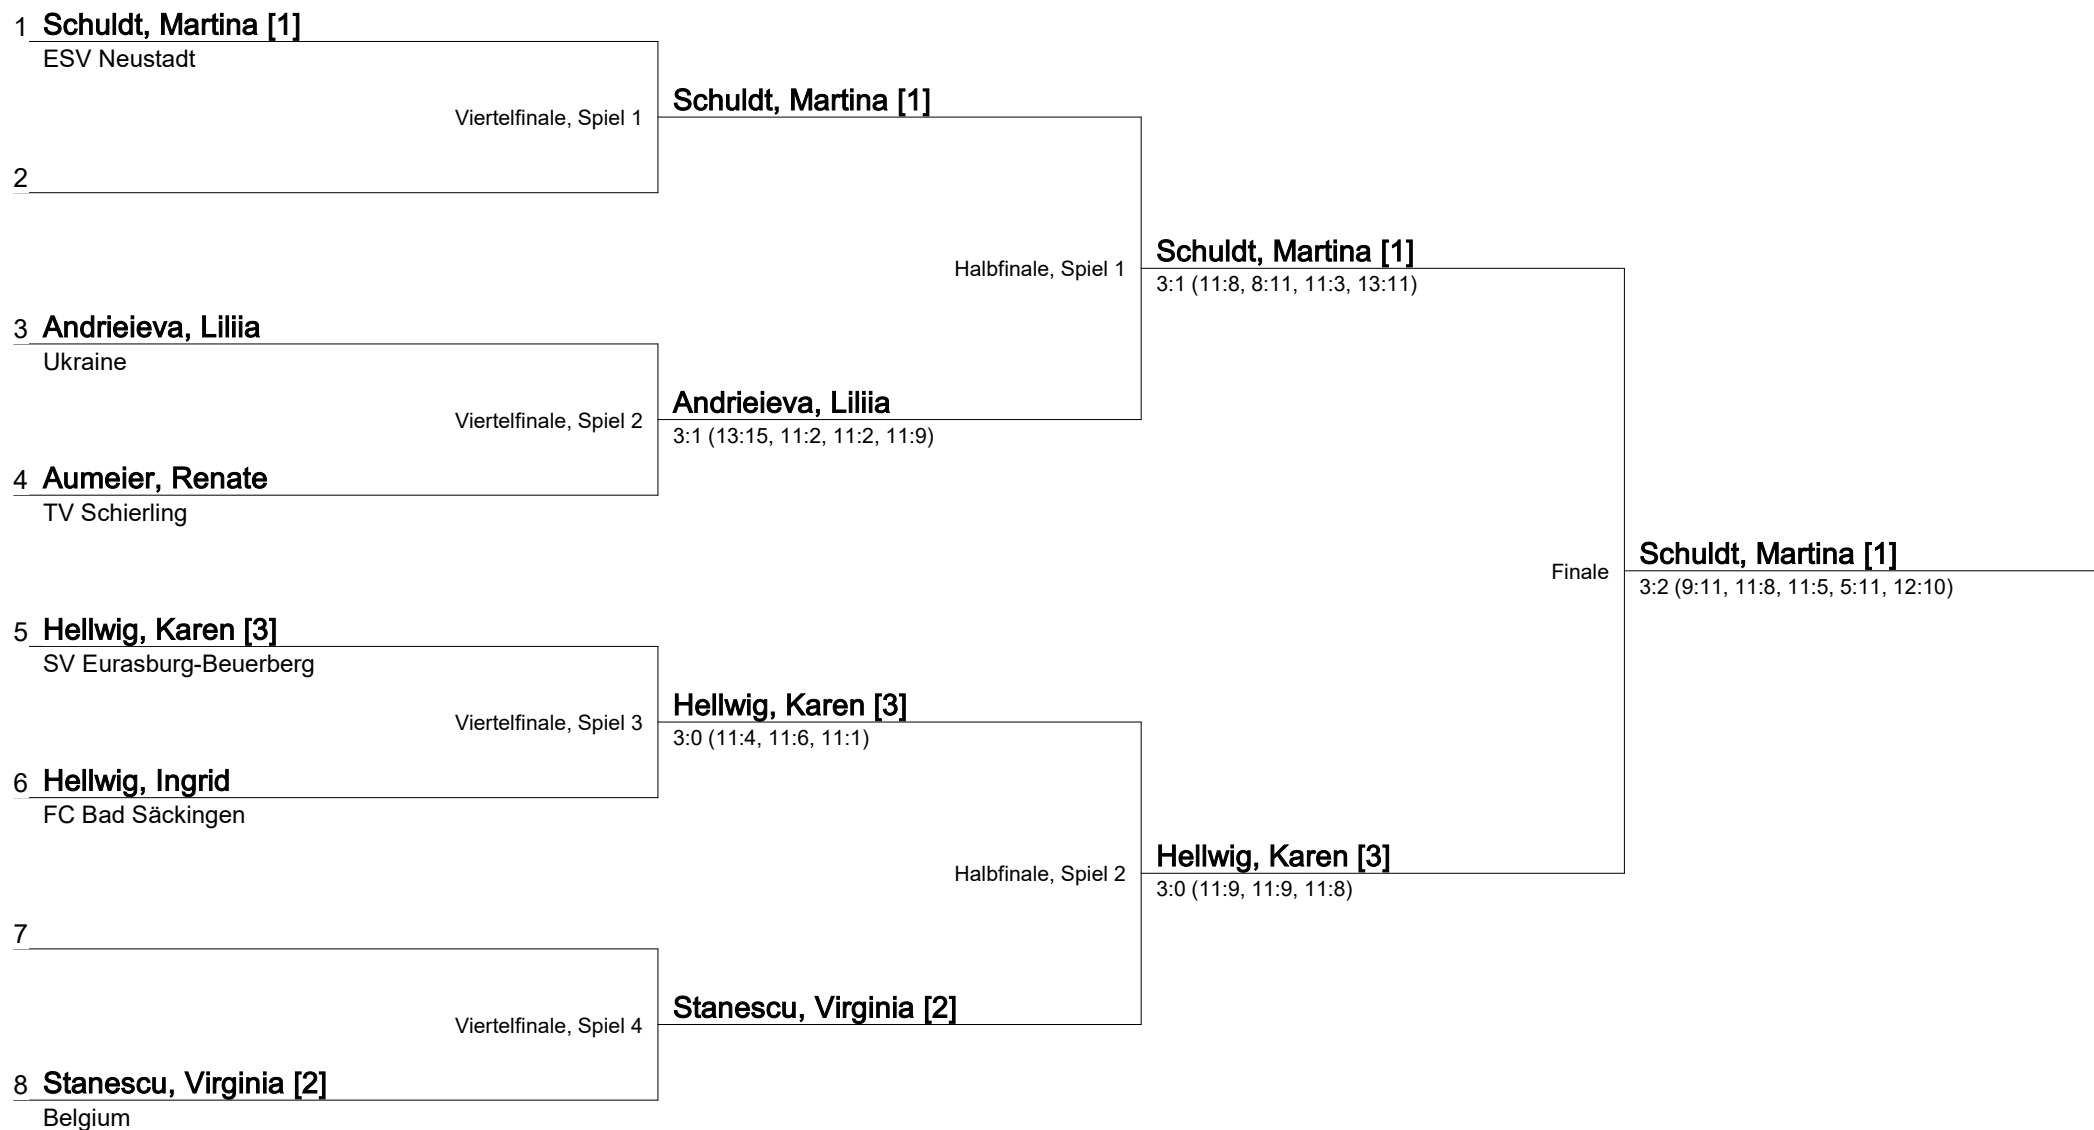 1 Schuldt, Martina [1]
ESV Neustadt
Viertelfinale, Spiel 1
Schuldt, Martina [1]
2
Halbfinale, Spiel 1
Schuldt, Martina [1]
3:1 (11:8, 8:11, 11:3, 13:11)
3 Andrieieva, Liliia
Ukraine
Viertelfinale, Spiel 2
Andrieieva, Liliia
3:1 (13:15, 11:2, 11:2, 11:9)
4 Aumeier, Renate
TV Schierling
Finale
Schuldt, Martina [1]
3:2 (9:11, 11:8, 11:5, 5:11, 12:10)
5 Hellwig, Karen [3]
SV Eurasburg-Beuerberg
Viertelfinale, Spiel 3
Hellwig, Karen [3]
3:0 (11:4, 11:6, 11:1)
6 Hellwig, Ingrid
FC Bad Säckingen
Halbfinale, Spiel 2
Hellwig, Karen [3]
3:0 (11:9, 11:9, 11:8)
7
Viertelfinale, Spiel 4
Stanescu, Virginia [2]
8 Stanescu, Virginia [2]
Belgium